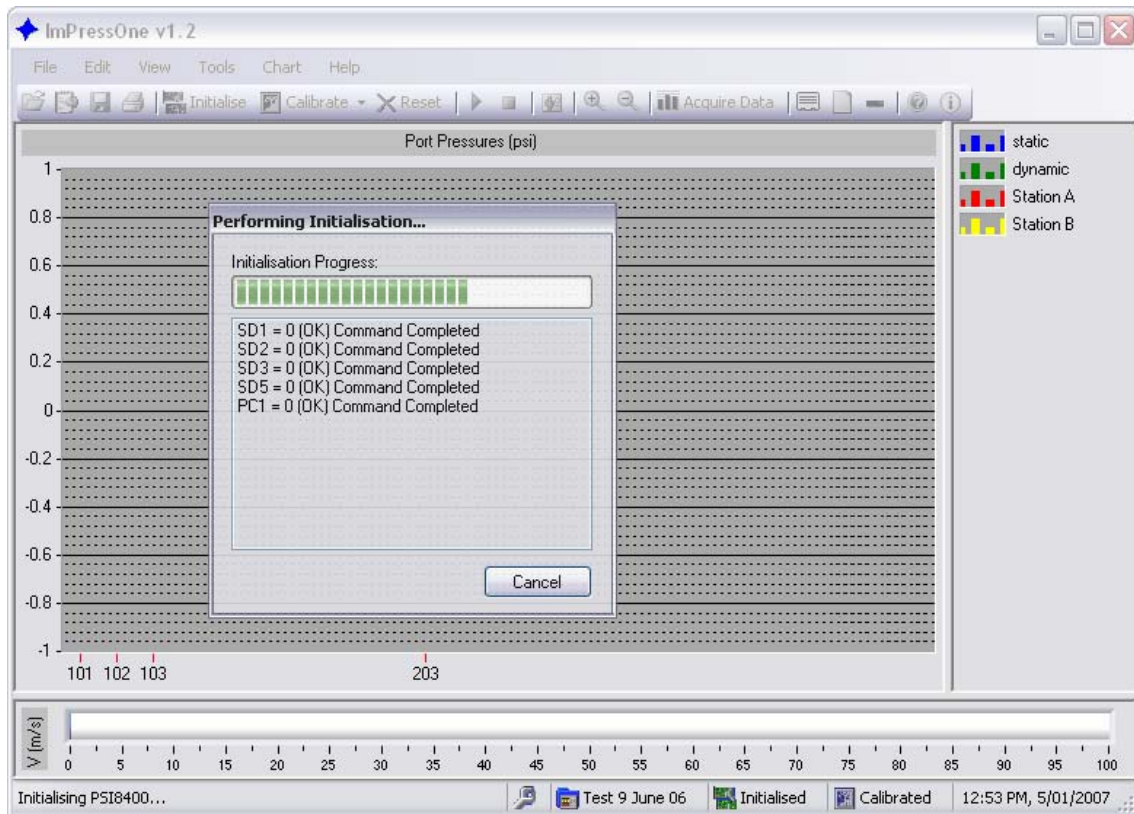 ImPressOne v1.2
File Edit View Tools Chart Help
Initialise Calibrate Reset Acquire Data
Port Pressures (psi)
static
dynamic
Station A
Station B
1
0.8
0.6
0.4
0.2
0
-0.2
-0.4
-0.6
-0.8
-1
101 102 103 203
Performing Initialisation...
Initialisation Progress:
SD1 = 0 (OK) Command Completed
SD2 = 0 (OK) Command Completed
SD3 = 0 (OK) Command Completed
SD5 = 0 (OK) Command Completed
PC1 = 0 (OK) Command Completed
Cancel
V (m/s)
0 5 10 15 20 25 30 35 40 45 50 55 60 65 70 75 80 85 90 95 100
Initialising PSI8400... Test 9 June 06 Initialised Calibrated 12:53 PM, 5/01/2007